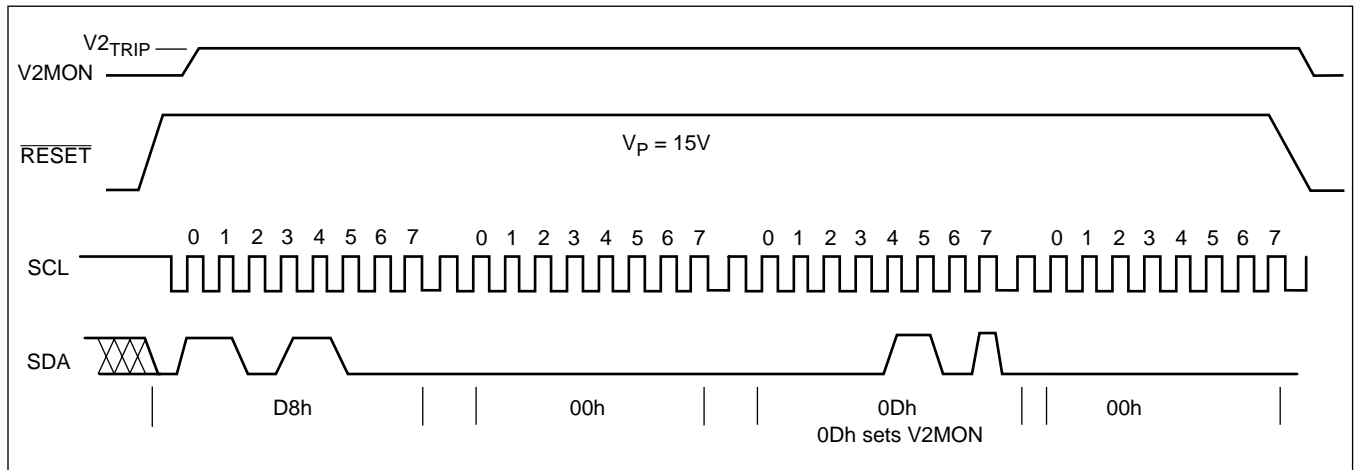 V2TRIP
V2MON
RESET
VP = 15V
0 1 2 3 4 5 6 7 0 1 2 3 4 5 6 7 0 1 2 3 4 5 6 7 0 1 2 3 4 5 6 7
SCL
SDA
D8h 00h 0Dh 00h
0Dh sets V2MON